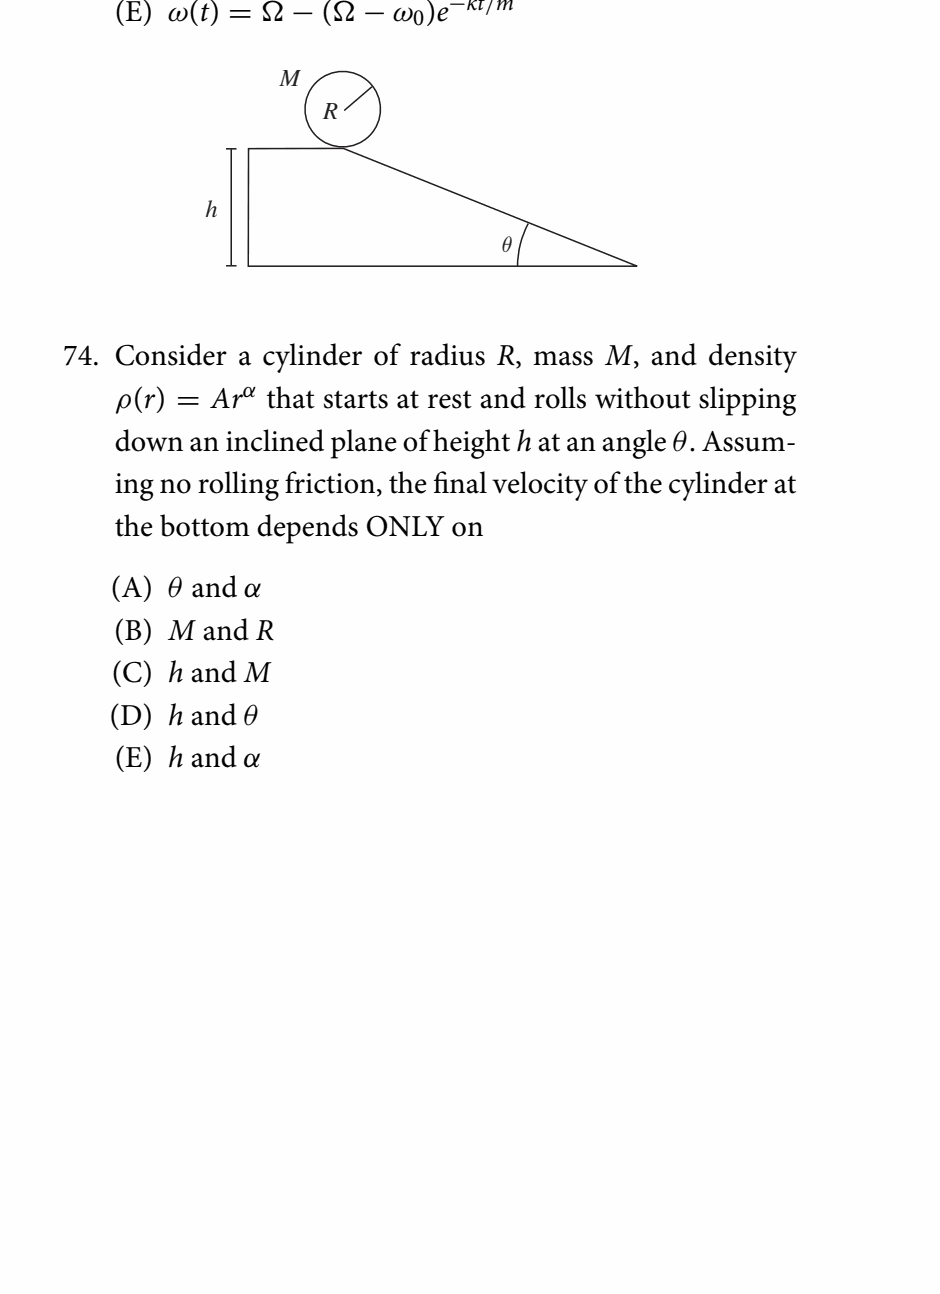 (E) ω(t) = Ω − (Ω − ω₀)e^{−kt/m}
M
R
h
θ
74. Consider a cylinder of radius R, mass M, and density
ρ(r) = Ar^α that starts at rest and rolls without slipping
down an inclined plane of height h at an angle θ. Assum-
ing no rolling friction, the final velocity of the cylinder at
the bottom depends ONLY on
(A) θ and α
(B) M and R
(C) h and M
(D) h and θ
(E) h and α